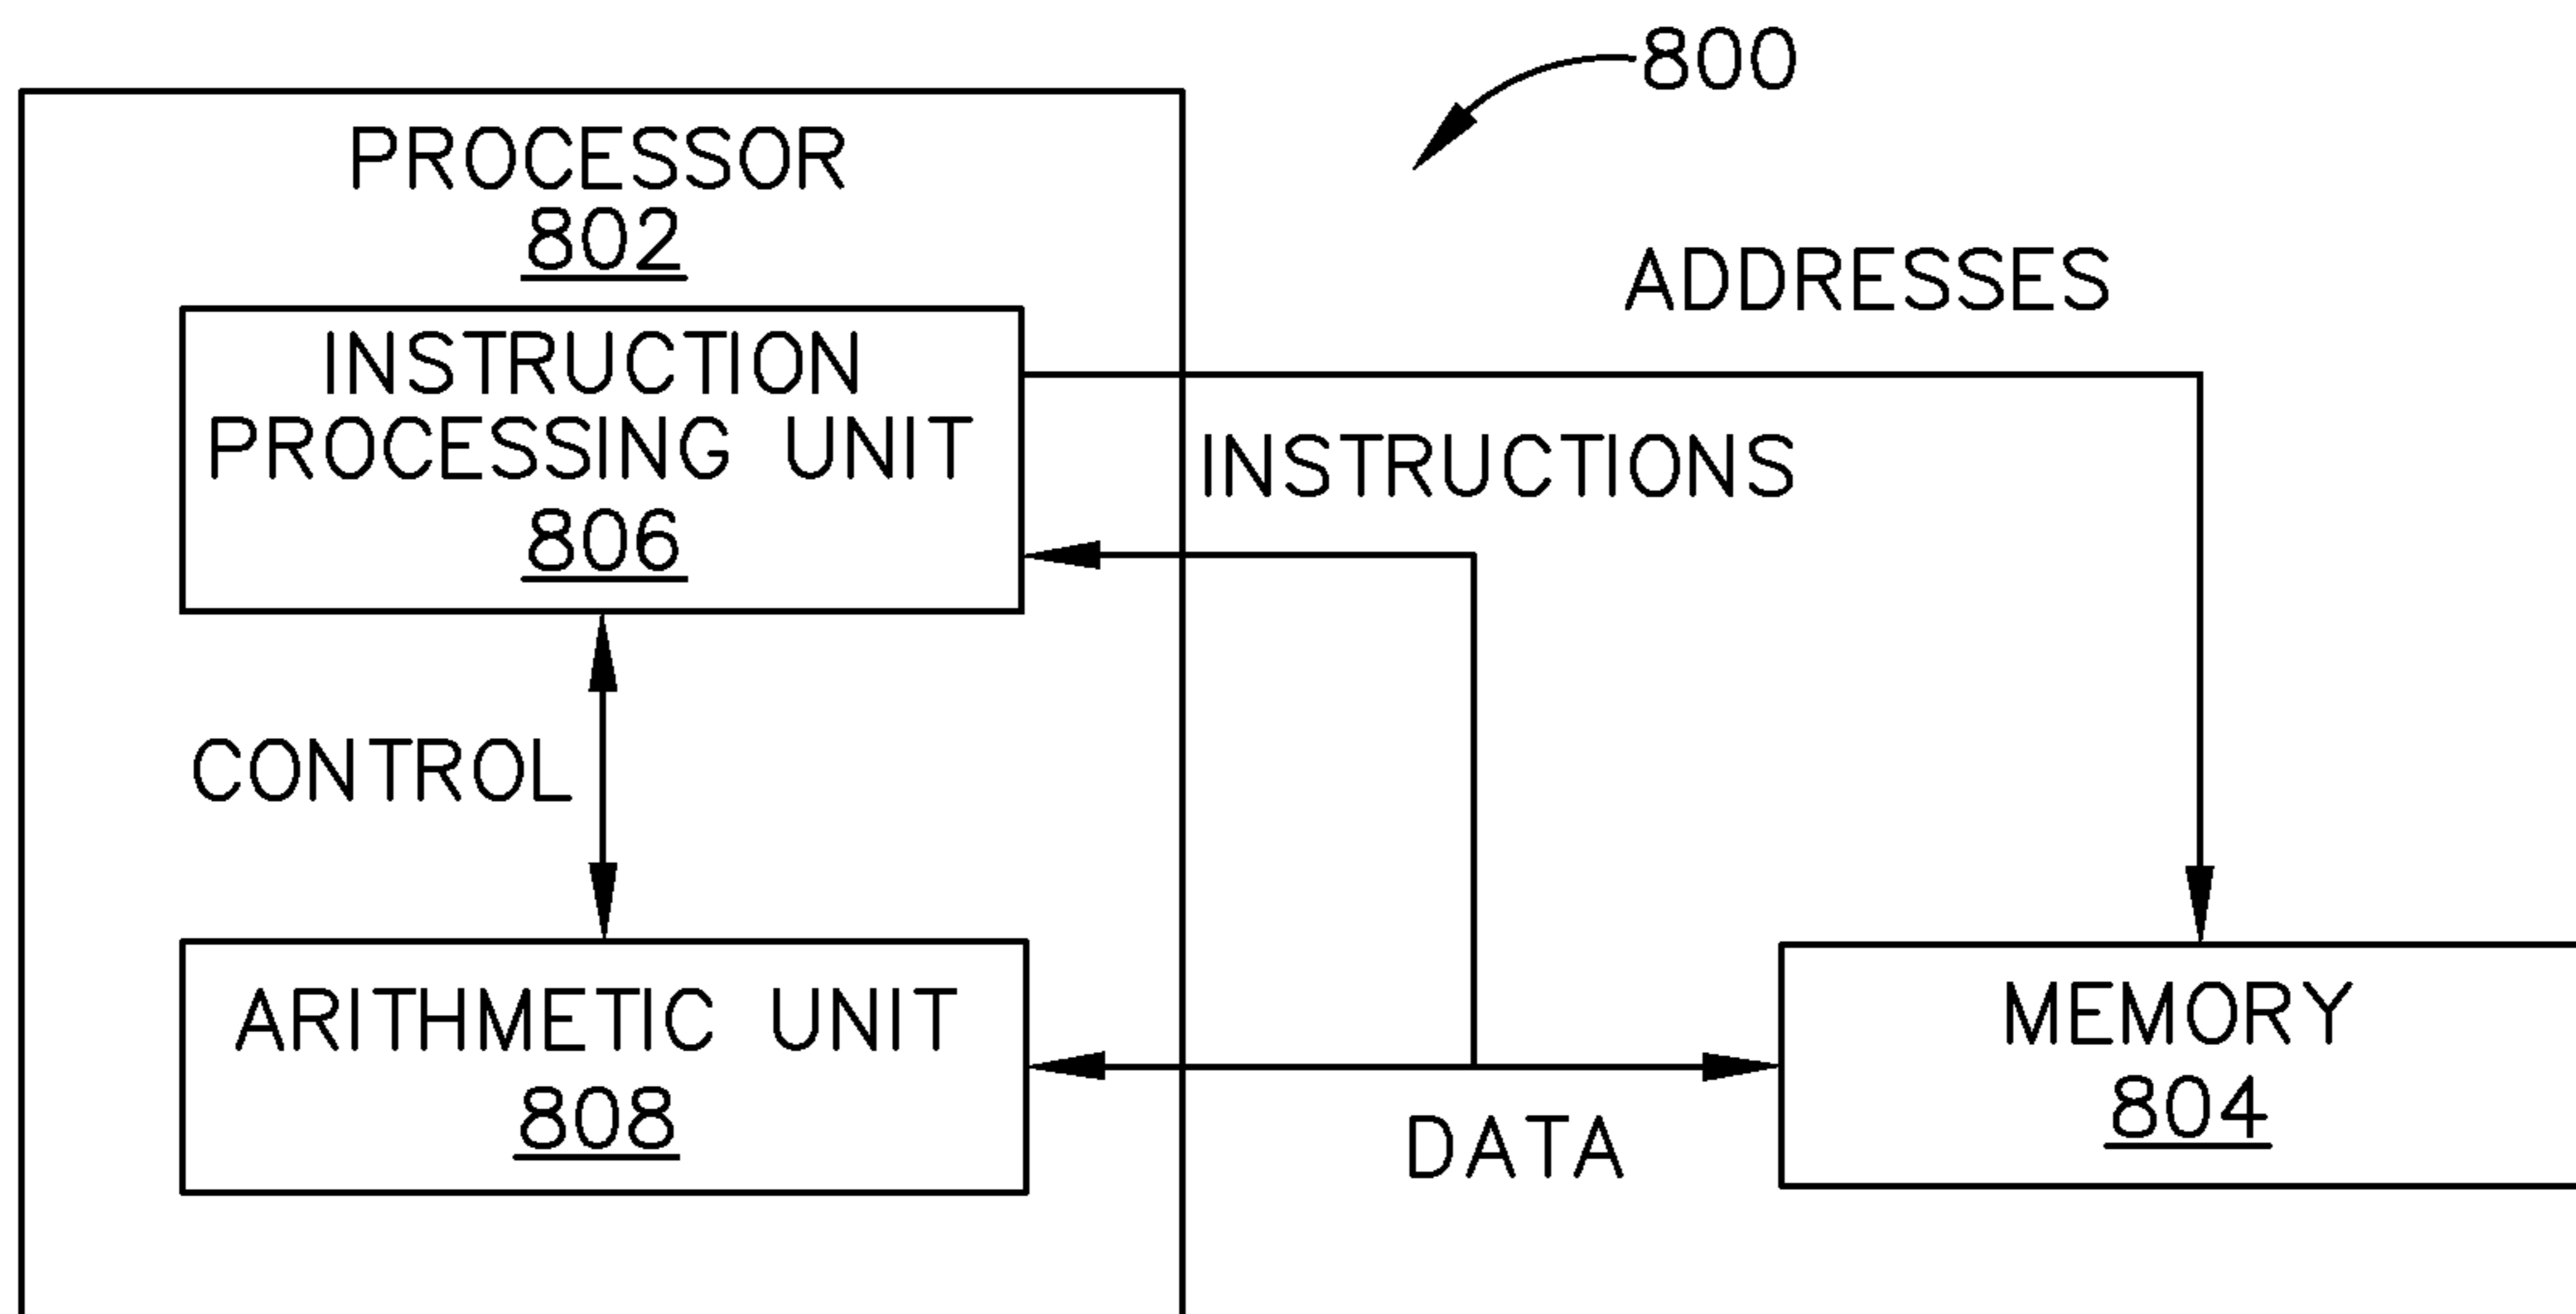 800
PROCESSOR
802
ADDRESSES
INSTRUCTION
PROCESSING UNIT
806
INSTRUCTIONS
CONTROL
ARITHMETIC UNIT
808
DATA
MEMORY
804